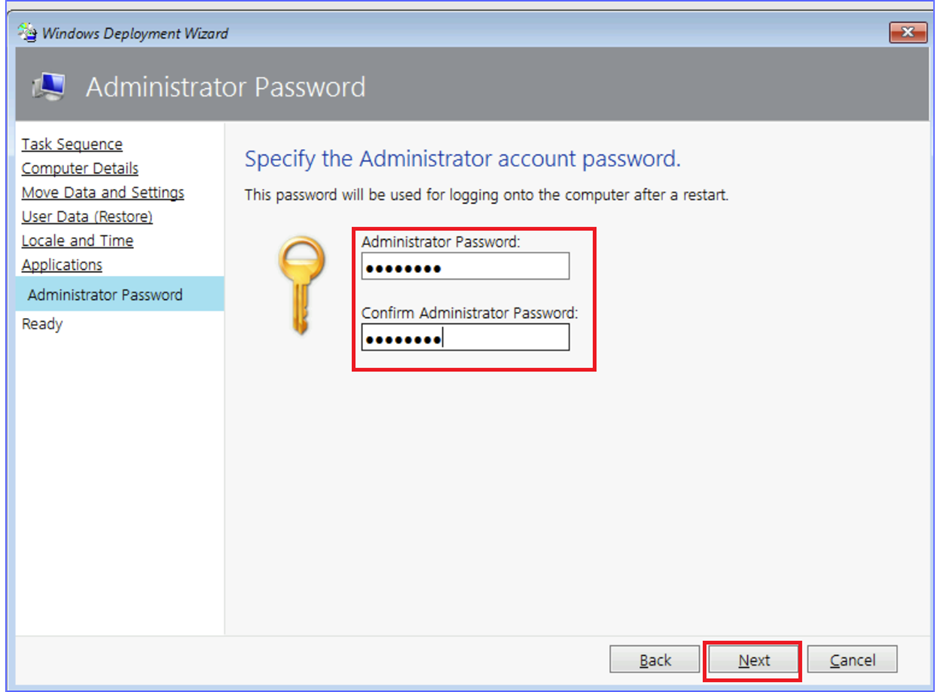 Windows Deployment Wizard
Administrator Password
Task Sequence
Computer Details
Move Data and Settings
User Data (Restore)
Locale and Time
Applications
Administrator Password
Ready
Specify the Administrator account password.
This password will be used for logging onto the computer after a restart.
Administrator Password:
●●●●●●●●
Confirm Administrator Password:
●●●●●●●●
Back
Next
Cancel